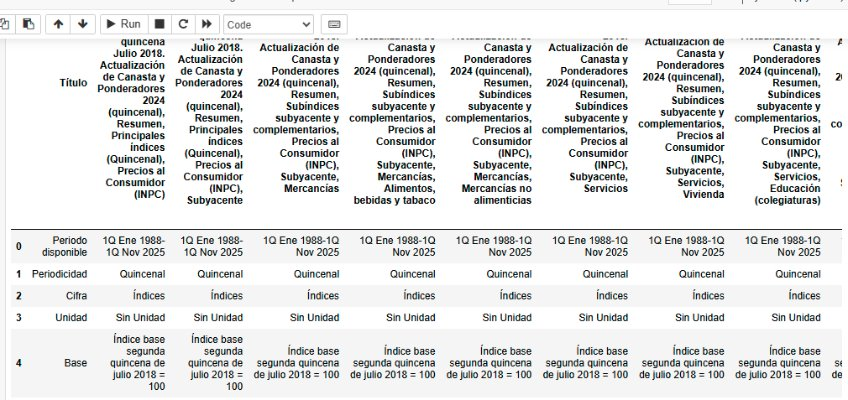 Run
Code
Título
quincena
Julio 2018.
Actualización
de Canasta y
Ponderadores
2024
(quincenal),
Resumen,
Principales
índices
(Quincenal),
Precios al
Consumidor
(INPC)
Julio 2018.
Actualización
de Canasta y
Ponderadores
2024
(quincenal),
Resumen,
Principales
índices
(Quincenal),
Precios al
Consumidor
(INPC),
Subyacente
Actualización de
Canasta y
Ponderadores
2024 (quincenal),
Resumen,
Subíndices
subyacente y
complementarios,
Precios al
Consumidor
(INPC),
Subyacente,
Mercancías
Actualización de
Canasta y
Ponderadores
2024 (quincenal),
Resumen,
Subíndices
subyacente y
complementarios,
Precios al
Consumidor
(INPC),
Subyacente,
Mercancías,
Alimentos,
bebidas y tabaco
Canasta y
Ponderadores
2024 (quincenal),
Resumen,
Subíndices
subyacente y
complementarios,
Precios al
Consumidor
(INPC),
Subyacente,
Mercancías,
Mercancías no
alimenticias
Actualización de
Canasta y
Ponderadores
2024 (quincenal),
Resumen,
Subíndices
subyacente y
complementarios,
Precios al
Consumidor
(INPC),
Subyacente,
Servicios
Actualización de
Canasta y
Ponderadores
2024 (quincenal),
Resumen,
Subíndices
subyacente y
complementarios,
Precios al
Consumidor
(INPC),
Subyacente,
Servicios,
Vivienda
Actualización de
Canasta y
Ponderadores
2024 (quincenal),
Resumen,
Subíndices
subyacente y
complementarios,
Precios al
Consumidor
(INPC),
Subyacente,
Servicios,
Educación
(colegiaturas)
0
Periodo
disponible
1Q Ene 1988-
1Q Nov 2025
1Q Ene 1988-
1Q Nov 2025
1Q Ene 1988-1Q
Nov 2025
1Q Ene 1988-1Q
Nov 2025
1Q Ene 1988-1Q
Nov 2025
1Q Ene 1988-1Q
Nov 2025
1Q Ene 1988-1Q
Nov 2025
1Q Ene 1988-1Q
Nov 2025
1 Periodicidad Quincenal Quincenal Quincenal Quincenal Quincenal Quincenal Quincenal Quincenal
2 Cifra Índices Índices Índices Índices Índices Índices Índices Índices
3 Unidad Sin Unidad Sin Unidad Sin Unidad Sin Unidad Sin Unidad Sin Unidad Sin Unidad Sin Unidad
4 Base
Índice base
segunda
quincena de
julio 2018 =
100
Índice base
segunda
quincena de
julio 2018 =
100
Índice base
segunda quincena
de julio 2018 = 100
Índice base
segunda quincena
de julio 2018 = 100
Índice base
segunda quincena
de julio 2018 = 100
Índice base
segunda quincena
de julio 2018 = 100
Índice base
segunda quincena
de julio 2018 = 100
Índice base
segunda quincena
de julio 2018 = 100